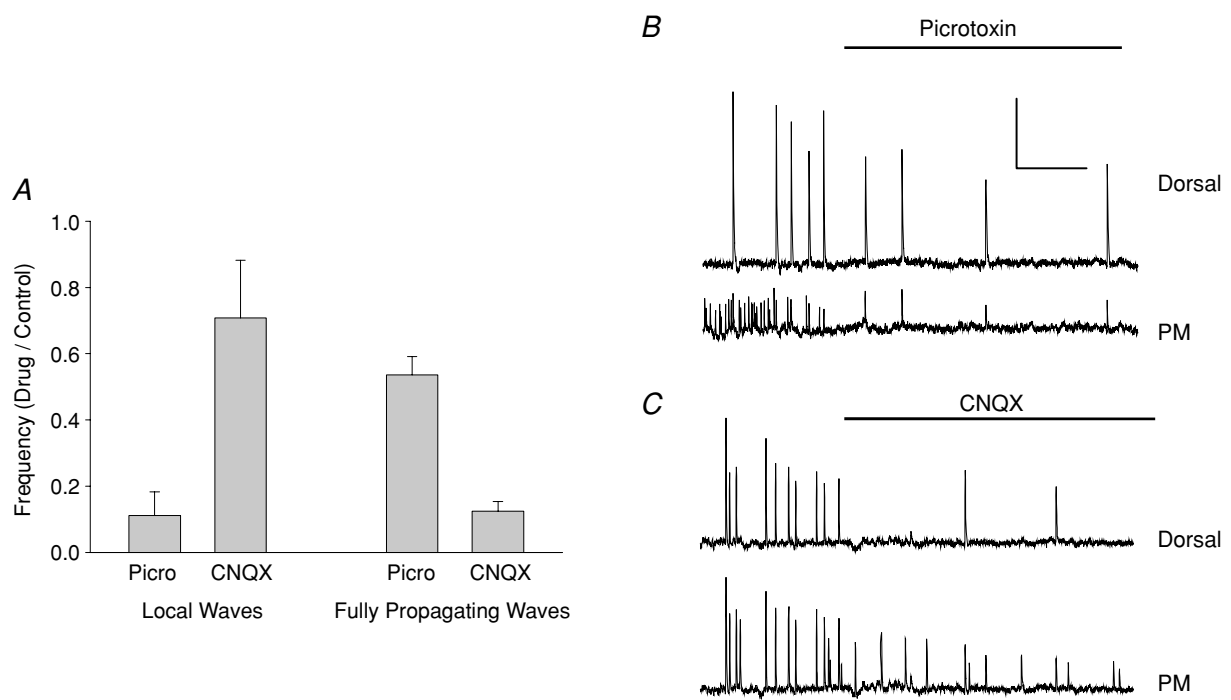 A
Frequency (Drug / Control)
1.0
0.8
0.6
0.4
0.2
0.0
Picro CNQX Picro CNQX
Local Waves Fully Propagating Waves
B
Picrotoxin
Dorsal
PM
C
CNQX
Dorsal
PM